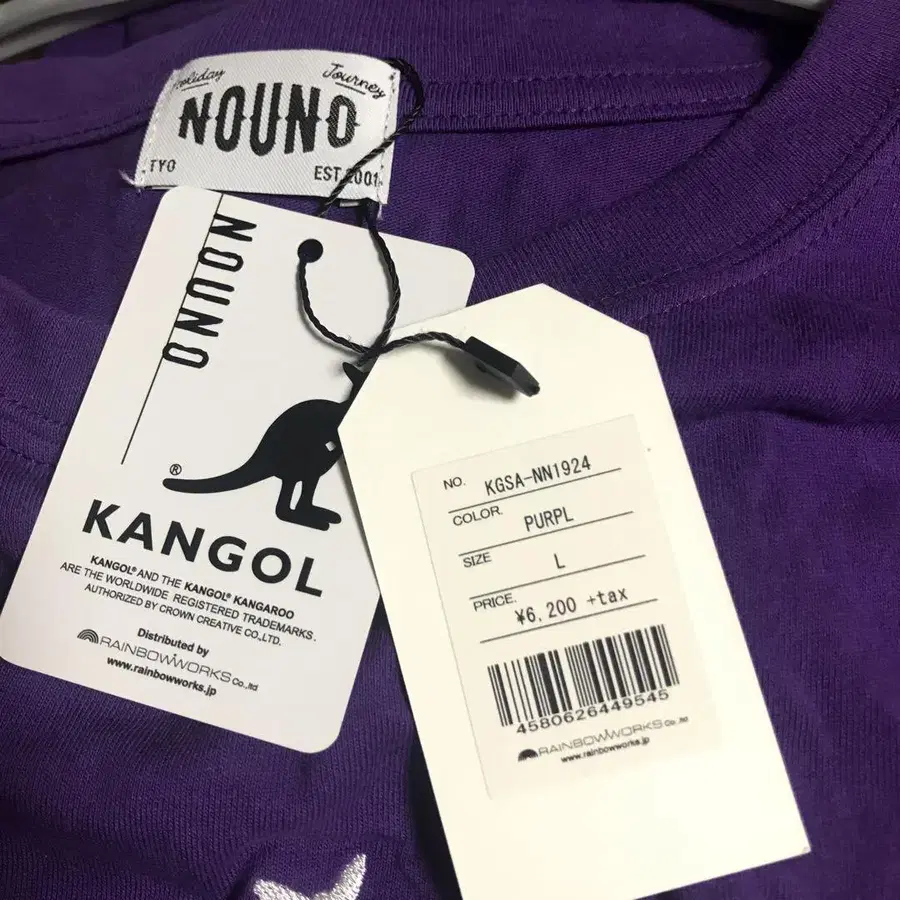 Holiday Journey
NOUNO
TYO EST.2001
NOUNO
®
KANGOL
KANGOL® AND THE KANGOL® KANGAROO
ARE THE WORLDWIDE REGISTERED TRADEMARKS.
AUTHORIZED BY CROWN CREATIVE CO.,LTD.
Distributed by
RAINBOWWORKS Co.,ltd
www.rainbowworks.jp
NO. KGSA-NN1924
COLOR. PURPL
SIZE L
PRICE. ¥6,200 +tax
4580626449545
RAINBOWWORKS Co.,ltd
www.rainbowworks.jp